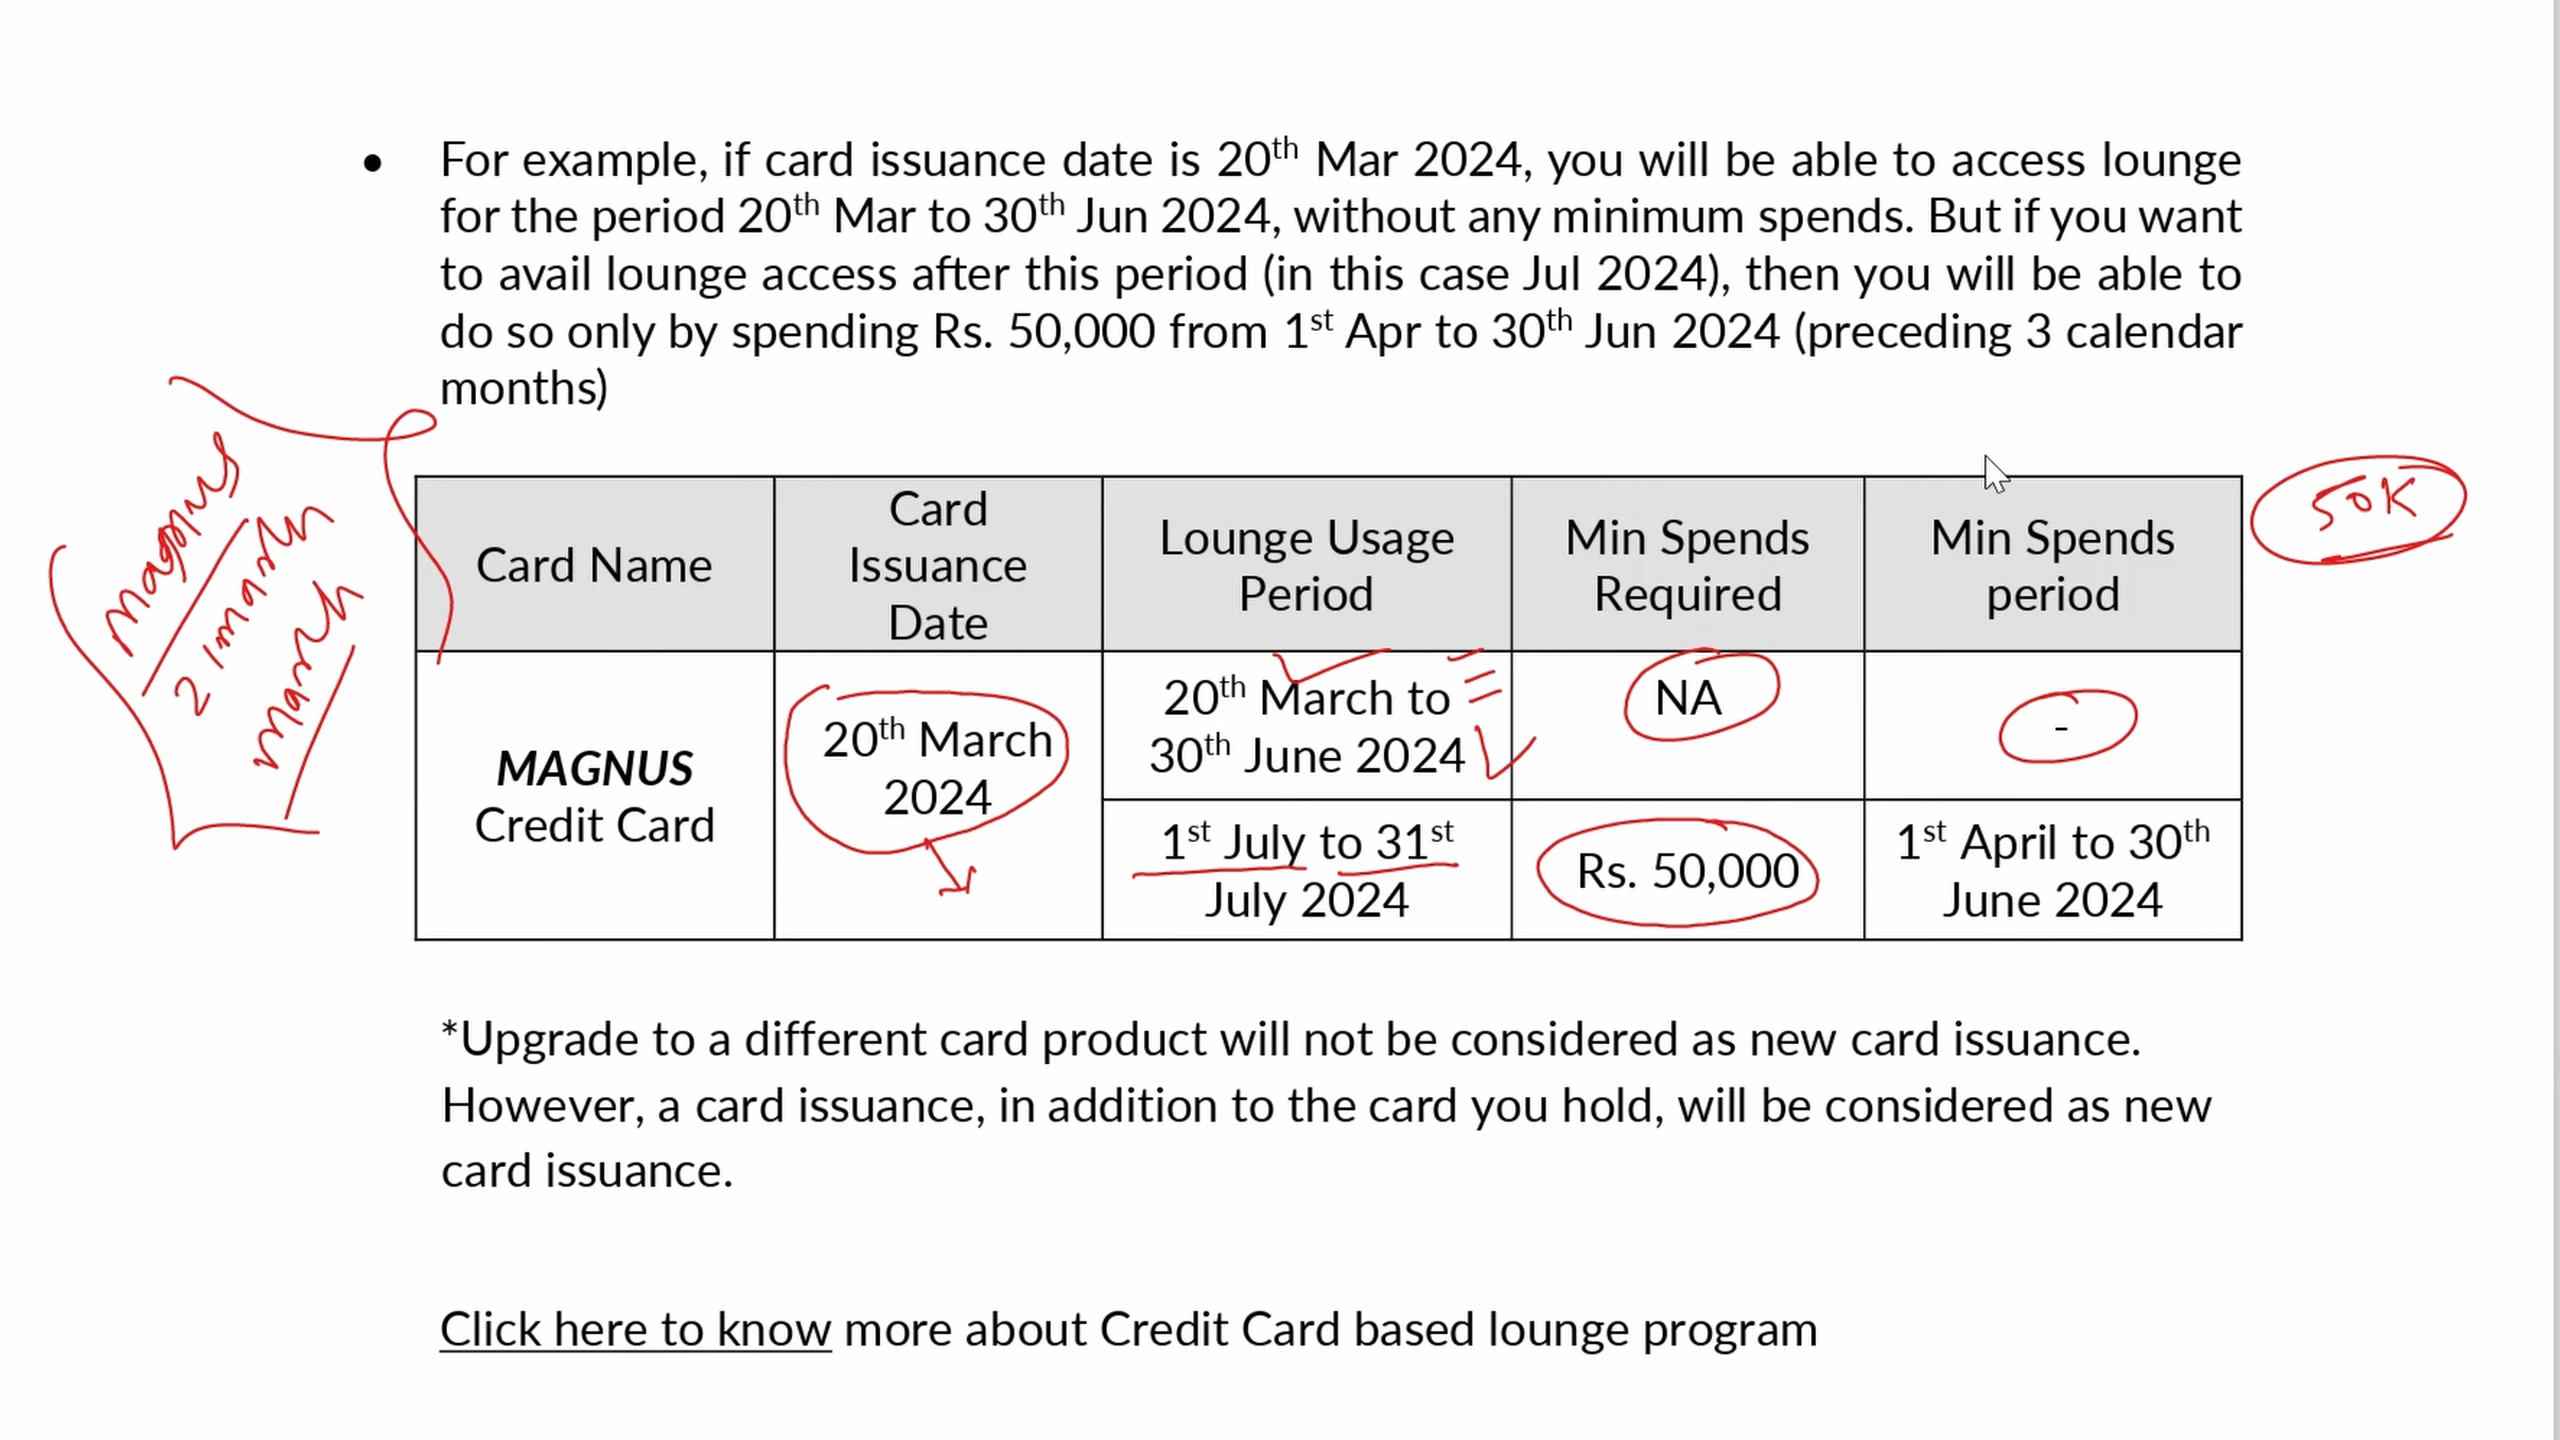 • For example, if card issuance date is 20th Mar 2024, you will be able to access lounge
for the period 20th Mar to 30th Jun 2024, without any minimum spends. But if you want
to avail lounge access after this period (in this case Jul 2024), then you will be able to
do so only by spending Rs. 50,000 from 1st Apr to 30th Jun 2024 (preceding 3 calendar
months)
Magnus
50K
Card Name
Card
Issuance
Date
Lounge Usage
Period
Min Spends
Required
Min Spends
period
MAGNUS
Credit Card
20th March
2024
20th March to
30th June 2024
NA
-
1st July to 31st
July 2024
Rs. 50,000
1st April to 30th
June 2024
*Upgrade to a different card product will not be considered as new card issuance.
However, a card issuance, in addition to the card you hold, will be considered as new
card issuance.
Click here to know more about Credit Card based lounge program